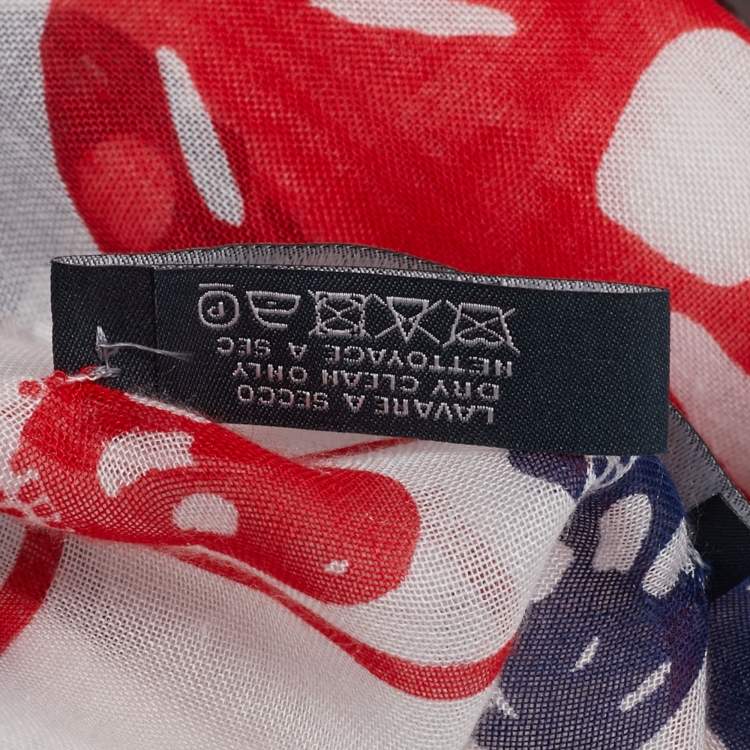 LAVARE A SECCO
DRY CLEAN ONLY
NETTOYAGE A SEC
P